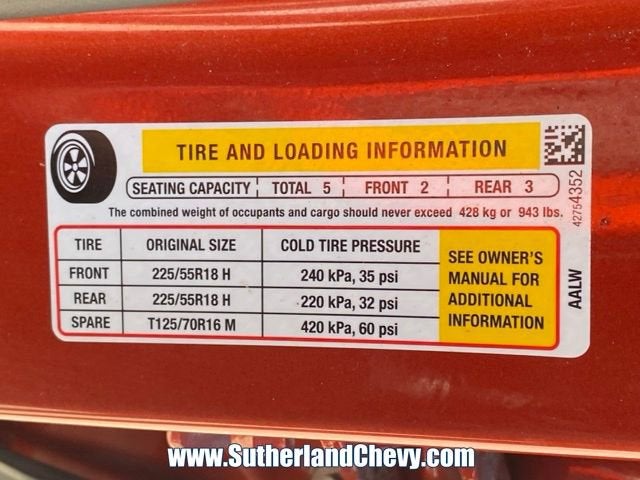 TIRE AND LOADING INFORMATION
SEATING CAPACITY TOTAL 5 FRONT 2 REAR 3
The combined weight of occupants and cargo should never exceed 428 kg or 943 lbs.
TIRE ORIGINAL SIZE COLD TIRE PRESSURE
FRONT 225/55R18 H 240 kPa, 35 psi
REAR 225/55R18 H 220 kPa, 32 psi
SPARE T125/70R16 M 420 kPa, 60 psi
SEE OWNER'S
MANUAL FOR
ADDITIONAL
INFORMATION
42754352
AALW
www.SutherlandChevy.com